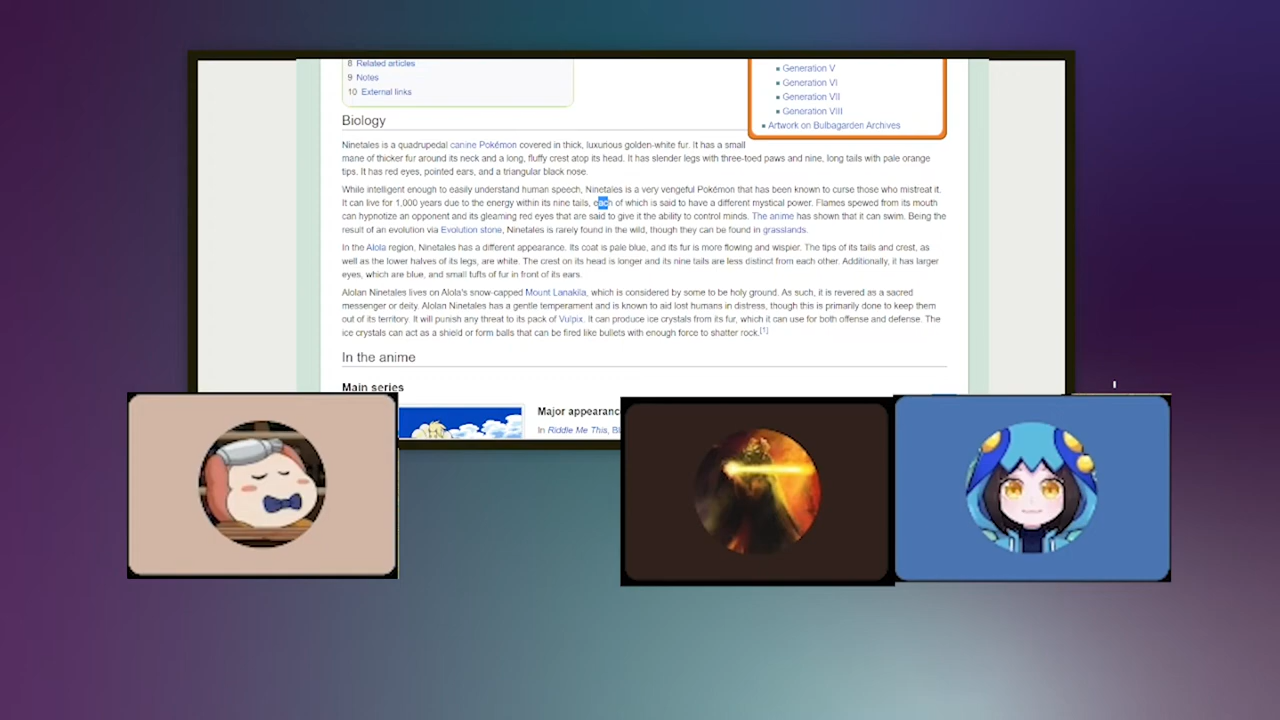 8 Related articles
9 Notes
10 External links
Generation V
Generation VI
Generation VII
Generation VIII
Artwork on Bulbagarden Archives
Biology
Ninetales is a quadrupedal canine Pokémon covered in thick, luxurious golden-white fur. It has a small
mane of thicker fur around its neck and a long, fluffy crest atop its head. It has slender legs with three-toed paws and nine, long tails with pale orange
tips. It has red eyes, pointed ears, and a triangular black nose.
While intelligent enough to easily understand human speech, Ninetales is a very vengeful Pokémon that has been known to curse those who mistreat it.
It can live for 1,000 years due to the energy within its nine tails, each of which is said to have a different mystical power. Flames spewed from its mouth
can hypnotize an opponent and its gleaming red eyes that are said to give it the ability to control minds. The anime has shown that it can swim. Being the
result of an evolution via Evolution stone, Ninetales is rarely found in the wild, though they can be found in grasslands.
In the Alola region, Ninetales has a different appearance. Its coat is pale blue, and its fur is more flowing and wispier. The tips of its tails and crest, as
well as the lower halves of its legs, are white. The crest on its head is longer and its nine tails are less distinct from each other. Additionally, it has larger
eyes, which are blue, and small tufts of fur in front of its ears.
Alolan Ninetales lives on Alola's snow-capped Mount Lanakila, which is considered by some to be holy ground. As such, it is revered as a sacred
messenger or deity. Alolan Ninetales has a gentle temperament and is known to aid lost humans in distress, though this is primarily done to keep them
out of its territory. It will punish any threat to its pack of Vulpix. It can produce ice crystals from its fur, which it can use for both offense and defense. The
ice crystals can act as a shield or form balls that can be fired like bullets with enough force to shatter rock.[1]
In the anime
Main series
Major appearanc
In Riddle Me This, Bl